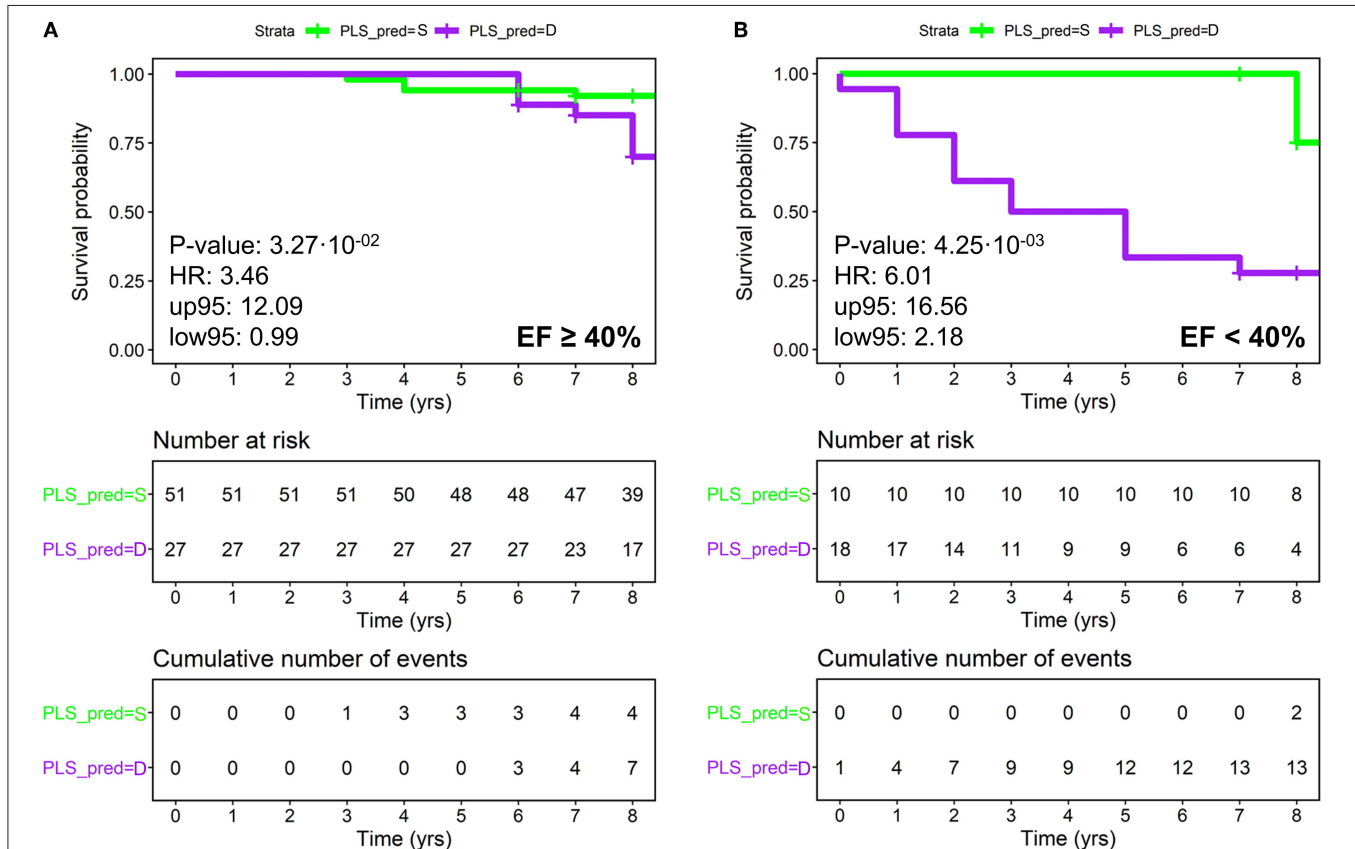 A
Strata PLS_pred=S PLS_pred=D
1.00
0.75
0.50
0.25
0.00
Survival probability
P-value: 3.27·10⁻⁰²
HR: 3.46
up95: 12.09
low95: 0.99
EF ≥ 40%
0 1 2 3 4 5 6 7 8
Time (yrs)
Number at risk
PLS_pred=S 51 51 51 51 50 48 48 47 39
PLS_pred=D 27 27 27 27 27 27 27 23 17
0 1 2 3 4 5 6 7 8
Time (yrs)
Cumulative number of events
PLS_pred=S 0 0 0 1 3 3 3 4 4
PLS_pred=D 0 0 0 0 0 0 3 4 7
0 1 2 3 4 5 6 7 8
Time (yrs)
B
Strata PLS_pred=S PLS_pred=D
1.00
0.75
0.50
0.25
0.00
Survival probability
P-value: 4.25·10⁻⁰³
HR: 6.01
up95: 16.56
low95: 2.18
EF < 40%
0 1 2 3 4 5 6 7 8
Time (yrs)
Number at risk
PLS_pred=S 10 10 10 10 10 10 10 10 8
PLS_pred=D 18 17 14 11 9 9 6 6 4
0 1 2 3 4 5 6 7 8
Time (yrs)
Cumulative number of events
PLS_pred=S 0 0 0 0 0 0 0 0 2
PLS_pred=D 1 4 7 9 9 12 12 13 13
0 1 2 3 4 5 6 7 8
Time (yrs)